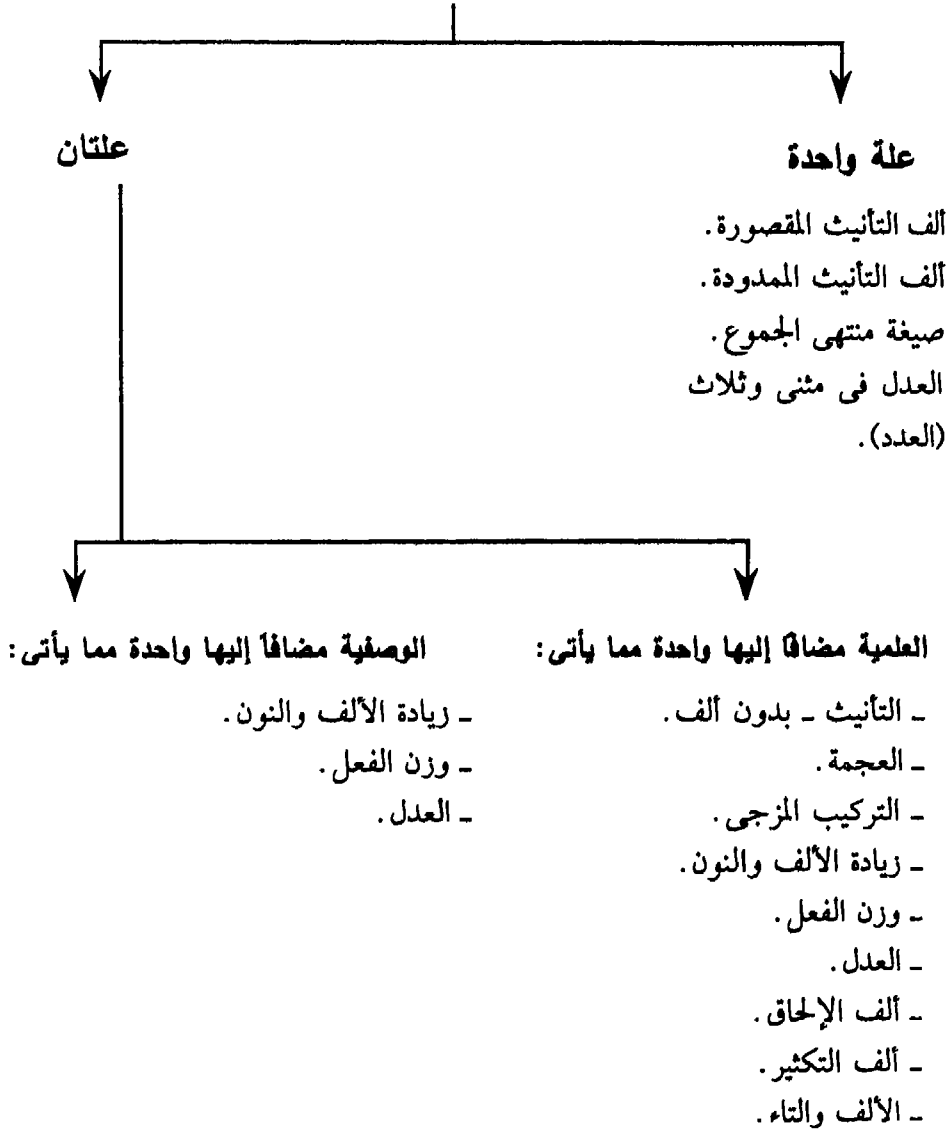 علة واحدة
ألف التأنيث المقصورة.
ألف التأنيث الممدودة.
صيغة منتهى الجموع.
العدل فى مثنى وثلاث
(العدد).
علتان
العلمية مضافًا إليها واحدة مما يأتى:
ـ التأنيث ـ بدون ألف.
ـ العجمة.
ـ التركيب المزجى.
ـ زيادة الألف والنون.
ـ وزن الفعل.
ـ العدل.
ـ ألف الإلحاق.
ـ ألف التكثير.
ـ الألف والتاء.
الوصفية مضافًا إليها واحدة مما يأتى:
ـ زيادة الألف والنون.
ـ وزن الفعل.
ـ العدل.